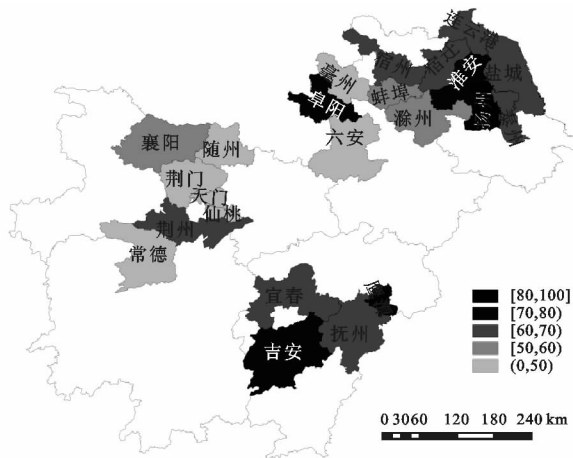 连云港
宿迁
宿州
淮安
盐城
亳州
蚌埠
阜阳
扬州
滁州
六安
襄阳
随州
荆门
天门
仙桃
荆州
常德
宜春
抚州
吉安
[80,100]
[70,80)
[60,70)
[50,60)
(0,50)
0 30 60 120 180 240 km